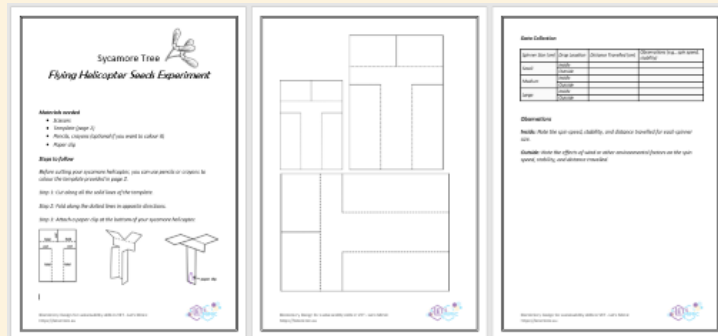 Sycamore Tree
Flying Helicopter Seeds Experiment
Materials needed
Scissors
Template (page 2)
Pencils, crayons (optional if you want to colour it)
Paper clip
Steps to follow
Before cutting your sycamore helicopter, you can use pencils or crayons to
colour the template provided in page 2.
Step 1: Cut along all the solid lines of the template.
Step 2: Fold along the dotted lines in opposite directions.
Step 3: Attach a paper clip at the bottom of your sycamore helicopter.
Data Collection
Spinner Size (cm) Drop Location Distance Travelled (cm) Observations (e.g., spin speed, stability)
Small Inside
Outside
Medium Inside
Outside
Large Inside
Outside
Observations
Inside: Note the spin speed, stability, and distance travelled for each spinner
size.
Outside: Note the effects of wind or other environmental factors on the spin
speed, stability, and distance travelled